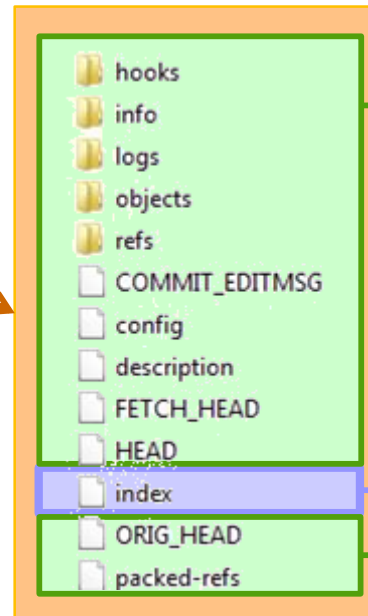 hooks
info
logs
objects
refs
COMMIT_EDITMSG
config
description
FETCH_HEAD
HEAD
index
ORIG_HEAD
packed-refs